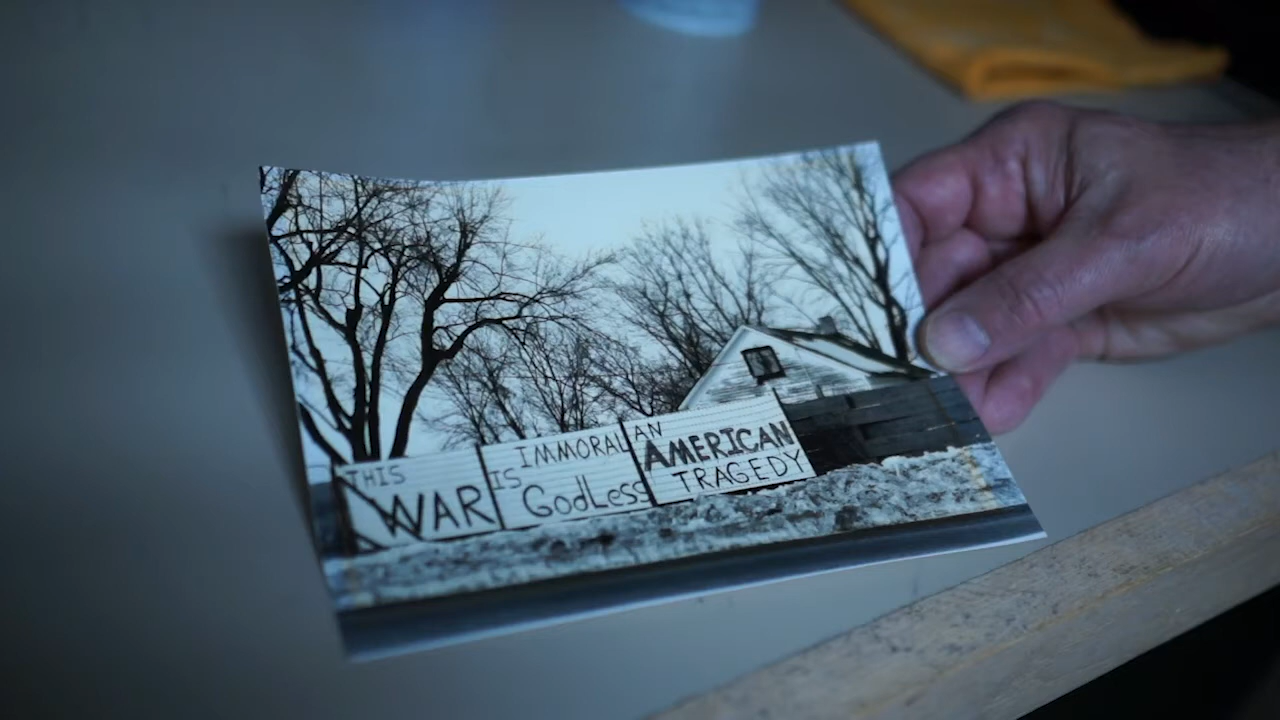 THIS
WAR
IS IMMORAL
GodLess
AN
AMERICAN
TRAGEDY